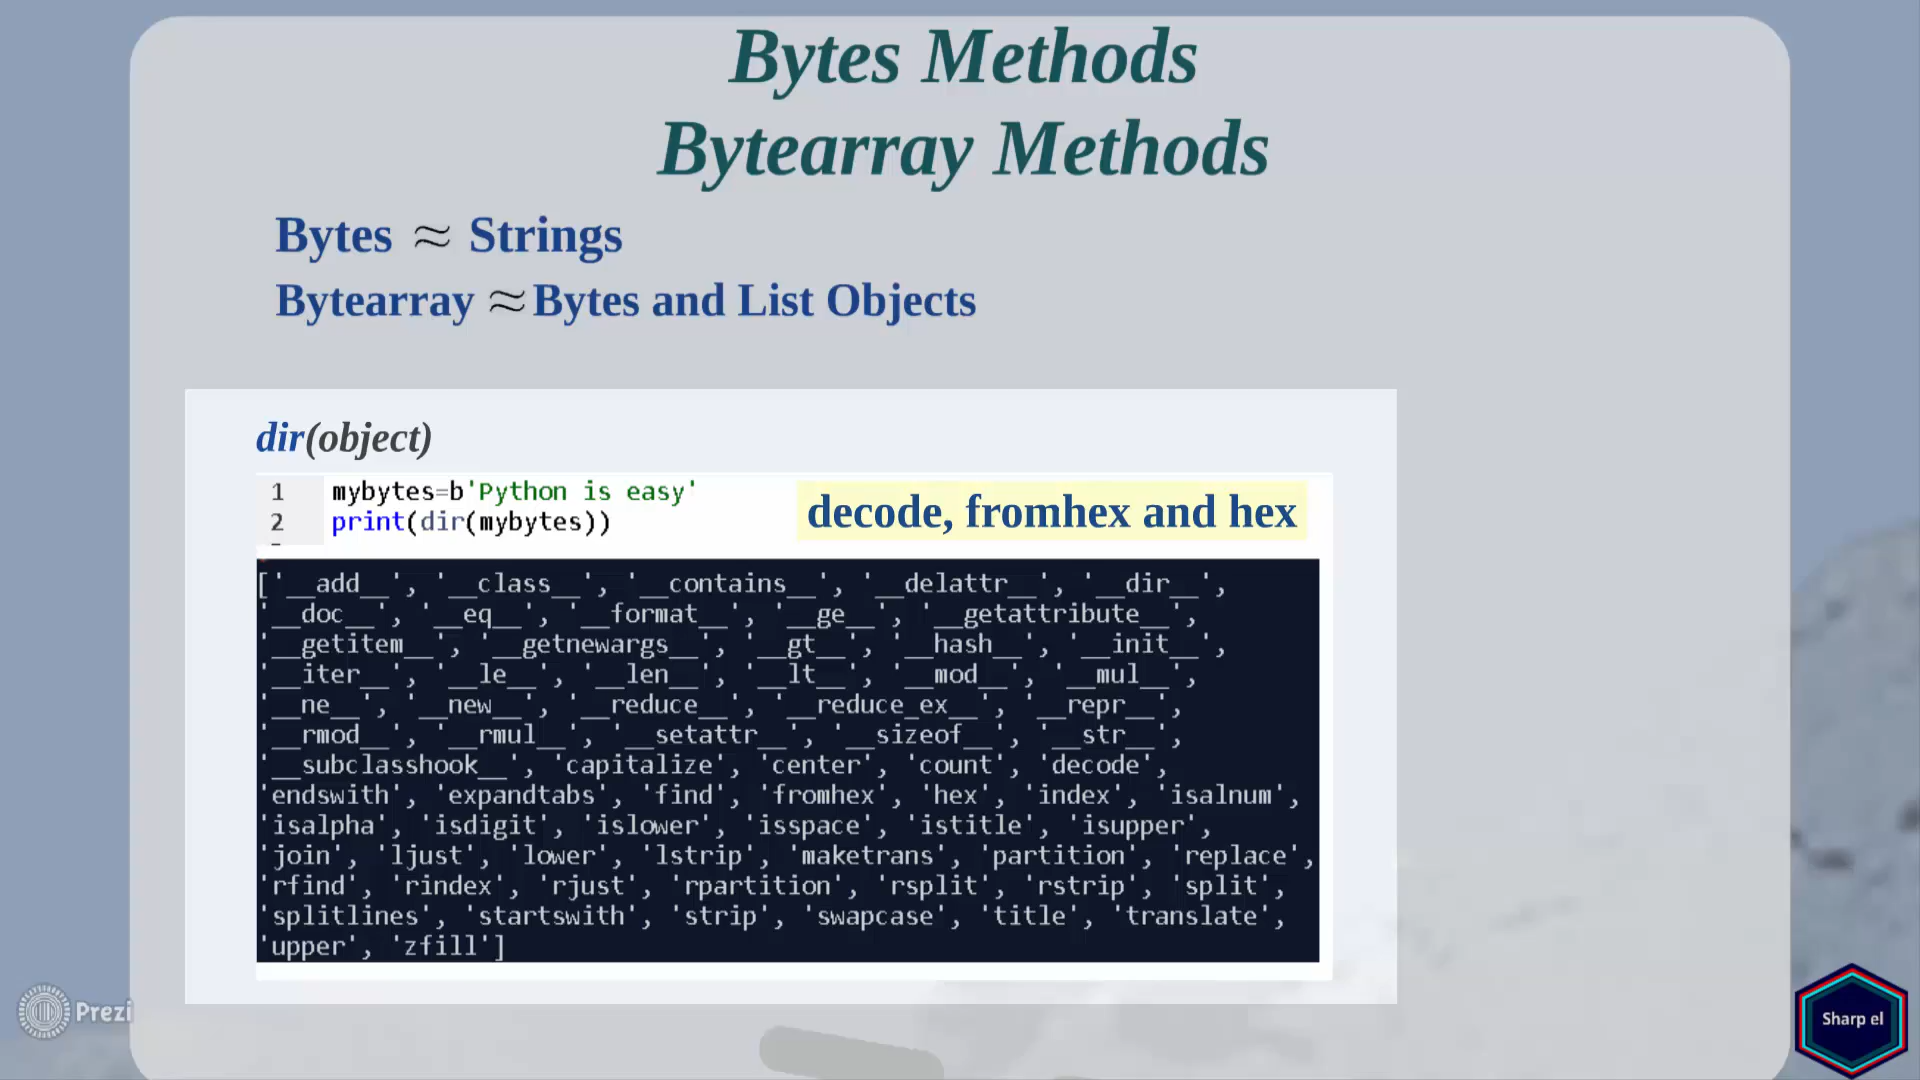 Bytes Methods
Bytearray Methods
Bytes ≈ Strings
Bytearray ≈ Bytes and List Objects
dir(object)
1 mybytes=b'Python is easy'
2 print(dir(mybytes))
decode, fromhex and hex
['__add__', '__class__', '__contains__', '__delattr__', '__dir__',
'__doc__', '__eq__', '__format__', '__ge__', '__getattribute__',
'__getitem__', '__getnewargs__', '__gt__', '__hash__', '__init__',
'__iter__', '__le__', '__len__', '__lt__', '__mod__', '__mul__',
'__ne__', '__new__', '__reduce__', '__reduce_ex__', '__repr__',
'__rmod__', '__rmul__', '__setattr__', '__sizeof__', '__str__',
'__subclasshook__', 'capitalize', 'center', 'count', 'decode',
'endswith', 'expandtabs', 'find', 'fromhex', 'hex', 'index', 'isalnum',
'isalpha', 'isdigit', 'islower', 'isspace', 'istitle', 'isupper',
'join', 'ljust', 'lower', 'lstrip', 'maketrans', 'partition', 'replace',
'rfind', 'rindex', 'rjust', 'rpartition', 'rsplit', 'rstrip', 'split',
'splitlines', 'startswith', 'strip', 'swapcase', 'title', 'translate',
'upper', 'zfill']
Prezi
Sharp el